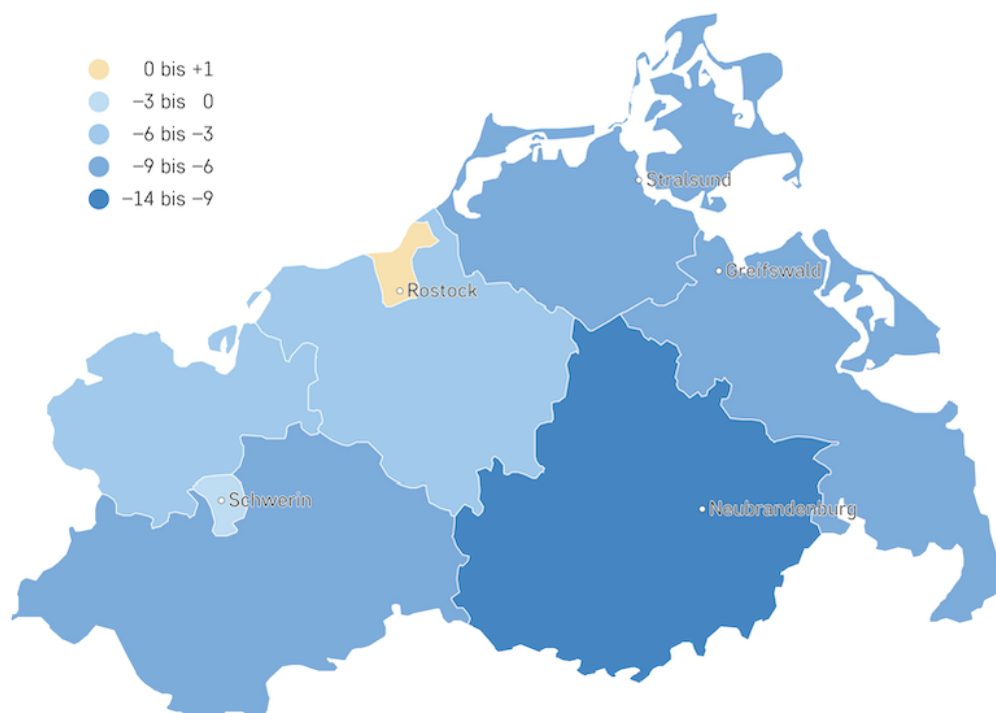 0 bis +1
−3 bis 0
−6 bis −3
−9 bis −6
−14 bis −9
Stralsund
Greifswald
Rostock
Schwerin
Neubrandenburg